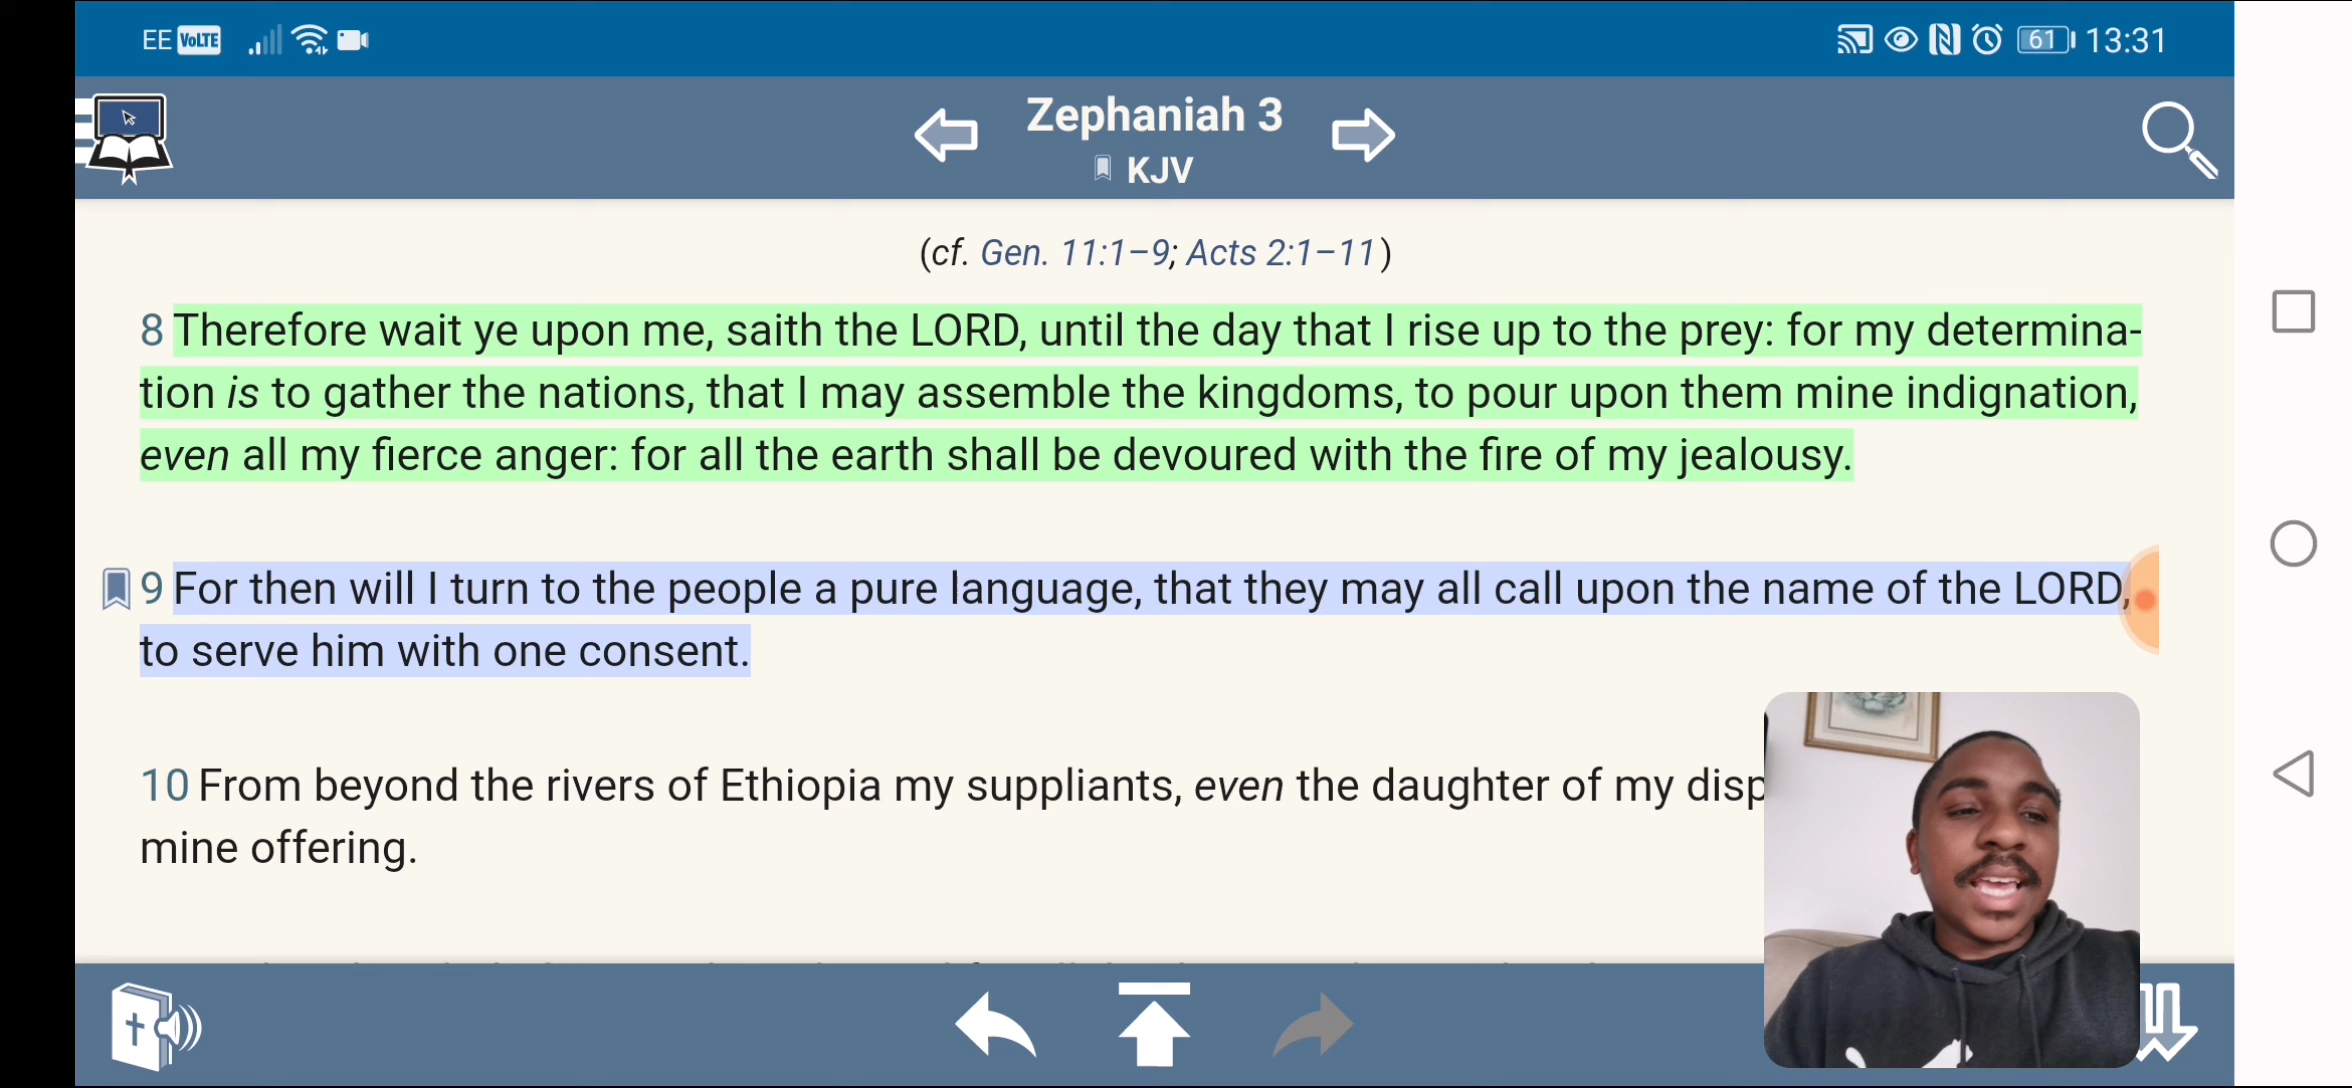 EE VoLTE 61 13:31
Zephaniah 3
KJV
(cf. Gen. 11:1–9; Acts 2:1–11)
8 Therefore wait ye upon me, saith the LORD, until the day that I rise up to the prey: for my determina-
tion is to gather the nations, that I may assemble the kingdoms, to pour upon them mine indignation,
even all my fierce anger: for all the earth shall be devoured with the fire of my jealousy.
9 For then will I turn to the people a pure language, that they may all call upon the name of the LORD,
to serve him with one consent.
10 From beyond the rivers of Ethiopia my suppliants, even the daughter of my disp
mine offering.